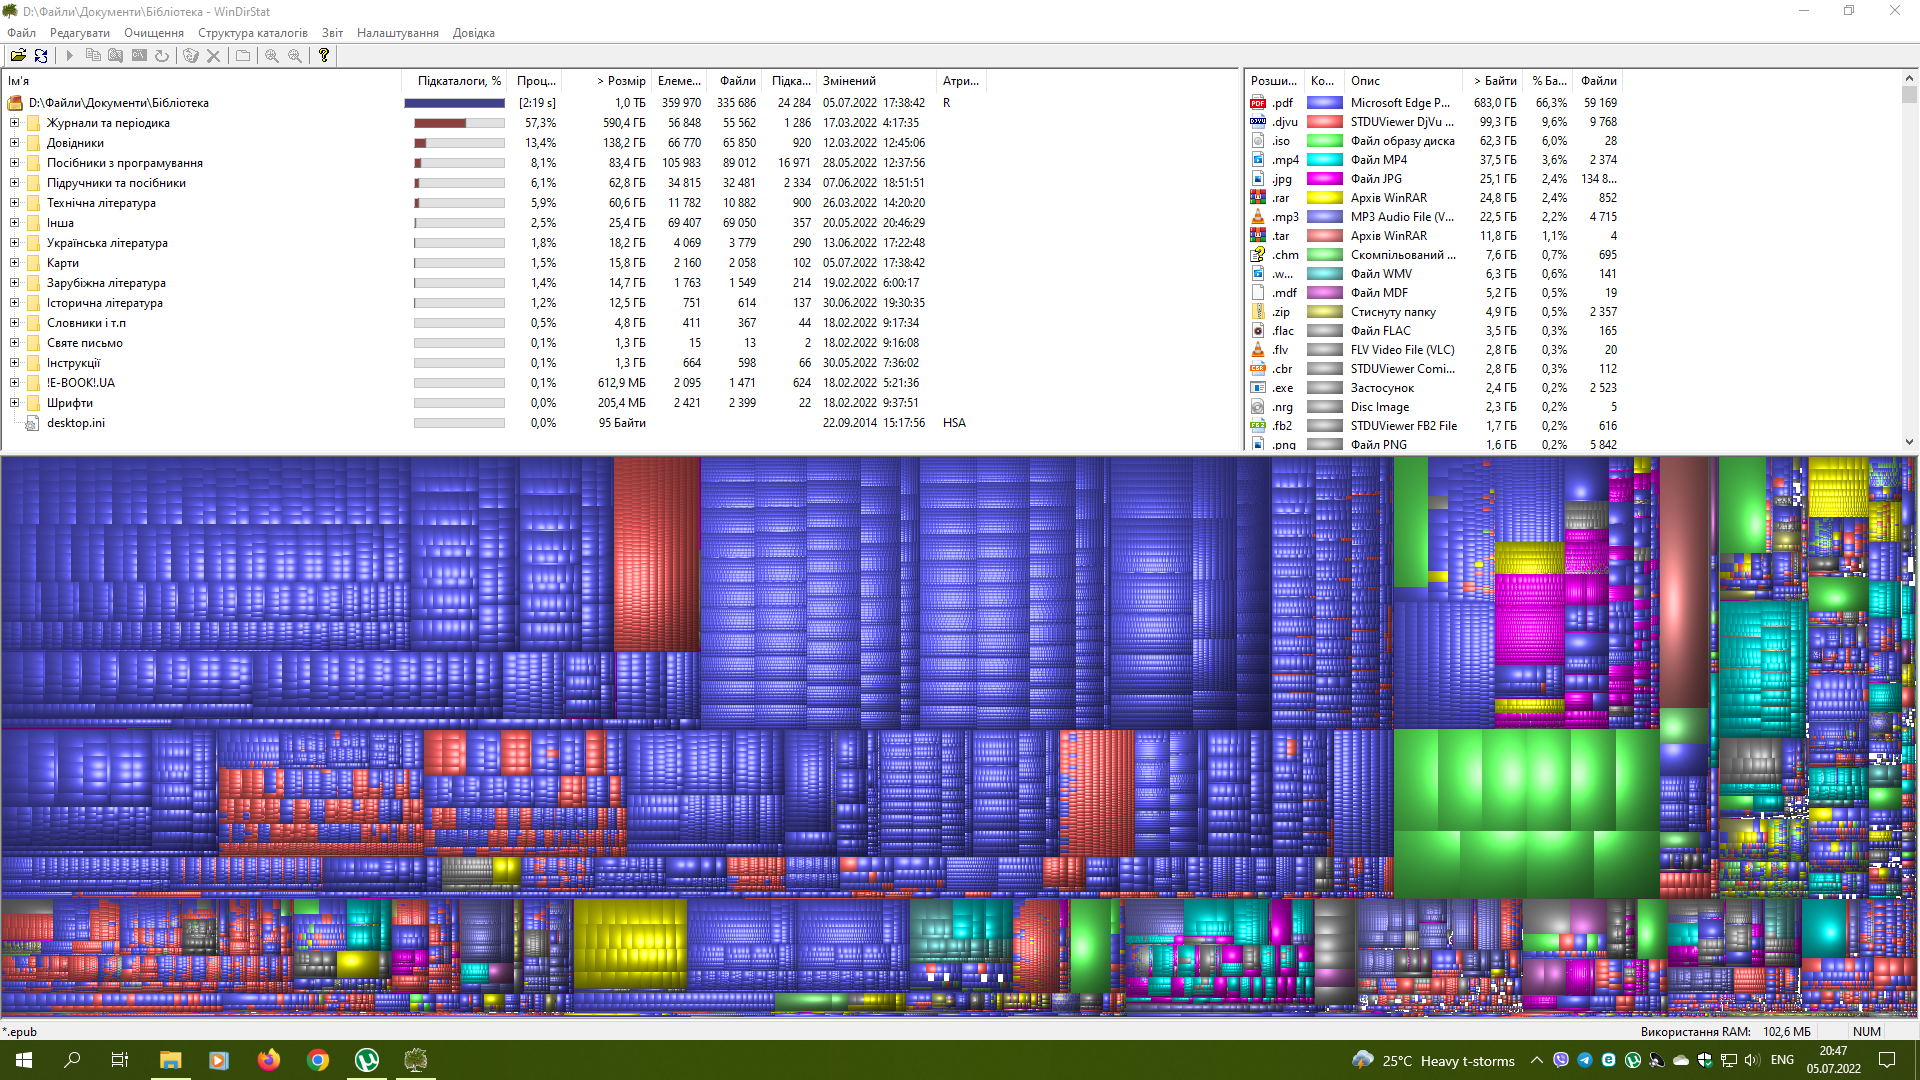 D:\Файли\Документи\Бібліотека - WinDirStat
Файл Редагувати Очищення Структура каталогів Звіт Налаштування Довідка
Ім'я Підкаталоги, % Проц... > Розмір Елеме... Файли Підка... Змінений Атри...
D:\Файли\Документи\Бібліотека [2:19 s] 1,0 ТБ 359 970 335 686 24 284 05.07.2022 17:38:42 R
Журнали та періодика 57,3% 590,4 ГБ 56 848 55 562 1 286 17.03.2022 4:17:35
Довідники 13,4% 138,2 ГБ 66 770 65 850 920 12.03.2022 12:45:06
Посібники з програмування 8,1% 83,4 ГБ 105 983 89 012 16 971 28.05.2022 12:37:56
Підручники та посібники 6,1% 62,8 ГБ 34 815 32 481 2 334 07.06.2022 18:51:51
Технічна література 5,9% 60,6 ГБ 11 782 10 882 900 26.03.2022 14:20:20
Інша 2,5% 25,4 ГБ 69 407 69 050 357 20.05.2022 20:46:29
Українська література 1,8% 18,2 ГБ 4 069 3 779 290 13.06.2022 17:22:48
Карти 1,5% 15,8 ГБ 2 160 2 058 102 05.07.2022 17:38:42
Зарубіжна література 1,4% 14,7 ГБ 1 763 1 549 214 19.02.2022 6:00:17
Історична література 1,2% 12,5 ГБ 751 614 137 30.06.2022 19:30:35
Словники і т.п 0,5% 4,8 ГБ 411 367 44 18.02.2022 9:17:34
Святе письмо 0,1% 1,3 ГБ 15 13 2 18.02.2022 9:16:08
Інструкції 0,1% 1,3 ГБ 664 598 66 30.05.2022 7:36:02
!E-BOOK!.UA 0,1% 612,9 МБ 2 095 1 471 624 18.02.2022 5:21:36
Шрифти 0,0% 205,4 МБ 2 421 2 399 22 18.02.2022 9:37:51
desktop.ini 0,0% 95 Байти 22.09.2014 15:17:56 HSA
Розши... Ко... Опис > Байти % Ба... Файли
.pdf Microsoft Edge P... 683,0 ГБ 66,3% 59 169
.djvu STDUViewer DjVu ... 99,3 ГБ 9,6% 9 768
.iso Файл образу диска 62,3 ГБ 6,0% 28
.mp4 Файл MP4 37,5 ГБ 3,6% 2 374
.jpg Файл JPG 25,1 ГБ 2,4% 134 8...
.rar Архів WinRAR 24,8 ГБ 2,4% 852
.mp3 MP3 Audio File (V... 22,5 ГБ 2,2% 4 715
.tar Архів WinRAR 11,8 ГБ 1,1% 4
.chm Скомпільований ... 7,6 ГБ 0,7% 695
.w... Файл WMV 6,3 ГБ 0,6% 141
.mdf Файл MDF 5,2 ГБ 0,5% 19
.zip Стиснуту папку 4,9 ГБ 0,5% 2 357
.flac Файл FLAC 3,5 ГБ 0,3% 165
.flv FLV Video File (VLC) 2,8 ГБ 0,3% 20
.cbr STDUViewer Comi... 2,8 ГБ 0,3% 112
.exe Застосунок 2,4 ГБ 0,2% 2 523
.nrg Disc Image 2,3 ГБ 0,2% 5
.fb2 STDUViewer FB2 File 1,7 ГБ 0,2% 616
.png Файл PNG 1,6 ГБ 0,2% 5 842
*.epub
Використання RAM: 102,6 МБ NUM
25°C Heavy t-storms
ENG
20:47
05.07.2022